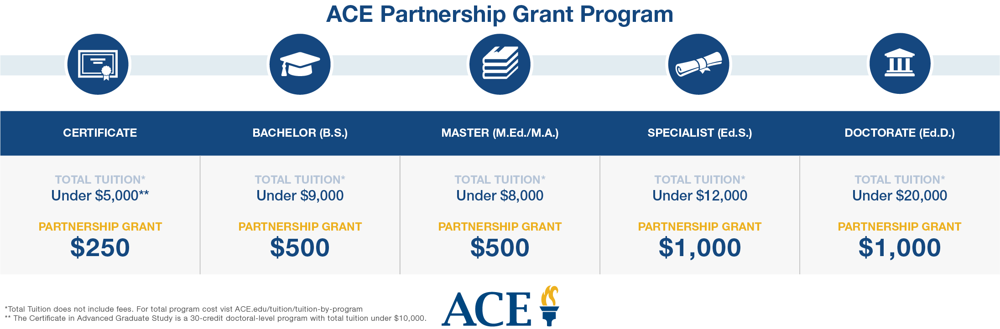 ACE Partnership Grant Program
CERTIFICATE
BACHELOR (B.S.)
MASTER (M.Ed./M.A.)
SPECIALIST (Ed.S.)
DOCTORATE (Ed.D.)
TOTAL TUITION*
Under $5,000**
PARTNERSHIP GRANT
$250
TOTAL TUITION*
Under $9,000
PARTNERSHIP GRANT
$500
TOTAL TUITION*
Under $8,000
PARTNERSHIP GRANT
$500
TOTAL TUITION*
Under $12,000
PARTNERSHIP GRANT
$1,000
TOTAL TUITION*
Under $20,000
PARTNERSHIP GRANT
$1,000
*Total Tuition does not include fees. For total program cost vist ACE.edu/tuition/tuition-by-program
** The Certificate in Advanced Graduate Study is a 30-credit doctoral-level program with total tuition under $10,000.
ACE